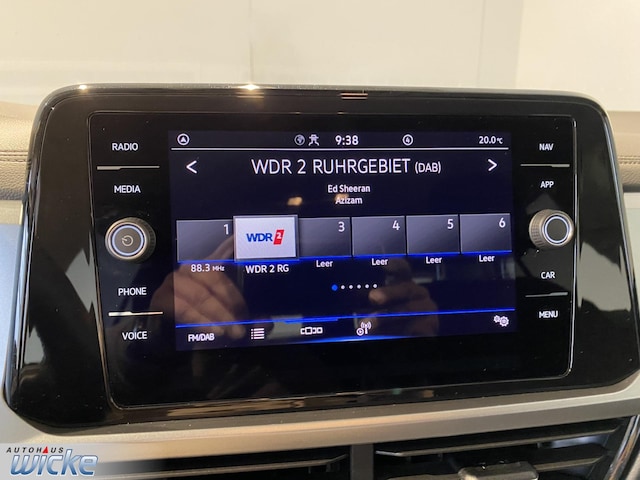 9:38 20.0°C
RADIO NAV
WDR 2 RUHRGEBIET (DAB)
MEDIA APP
Ed Sheeran
Azizam
1 3 4 5 6
WDR 2
88.3 MHz WDR 2 RG Leer Leer Leer Leer
CAR
PHONE
MENU
VOICE
FM/DAB
AUTOHAUS
WICKE